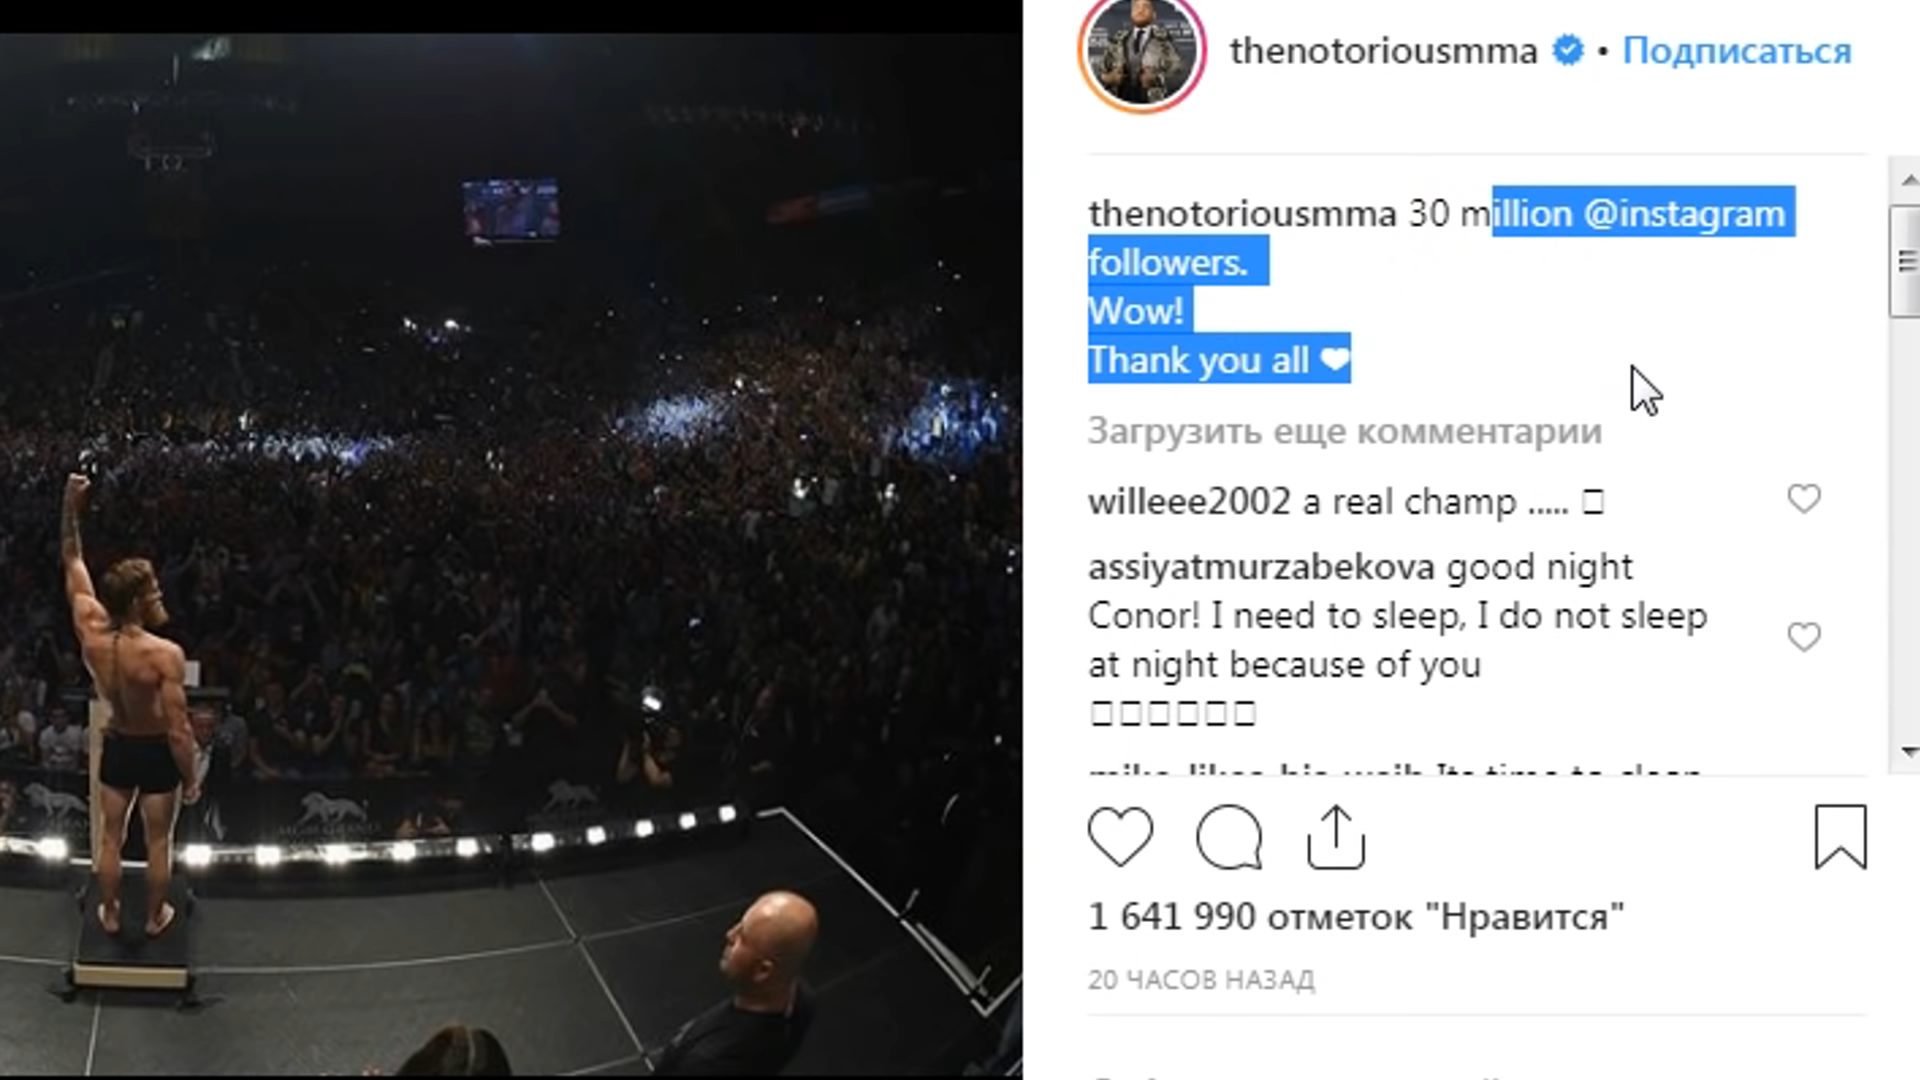 thenotoriousmma • Подписаться
thenotoriousmma 30 million @instagram
followers.
Wow!
Thank you all ❤
Загрузить еще комментарии
willeee2002 a real champ .....
assiyatmurzabekova good night
Conor! I need to sleep, I do not sleep
at night because of you
1 641 990 отметок "Нравится"
20 ЧАСОВ НАЗАД